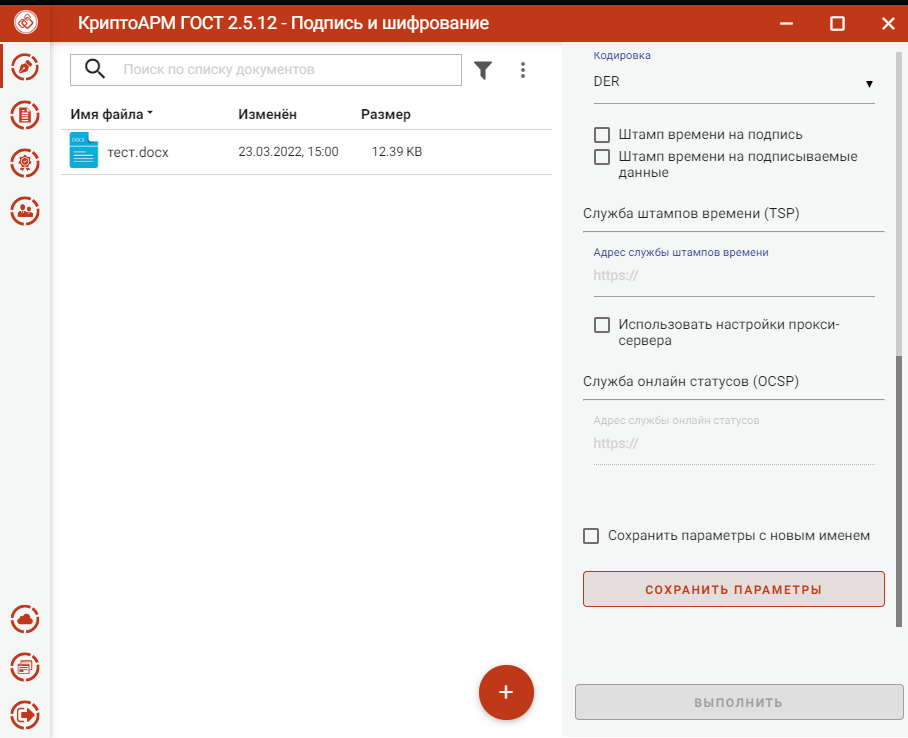 КриптоАРМ ГОСТ 2.5.12 - Подпись и шифрование
Поиск по списку документов
Имя файла Изменён Размер
DOCX
тест.docx 23.03.2022, 15:00 12.39 KB
Кодировка
DER
Штамп времени на подпись
Штамп времени на подписываемые
данные
Служба штампов времени (TSP)
Адрес службы штампов времени
https://
Использовать настройки прокси-
сервера
Служба онлайн статусов (OCSP)
Адрес службы онлайн статусов
https://
Сохранить параметры с новым именем
СОХРАНИТЬ ПАРАМЕТРЫ
ВЫПОЛНИТЬ